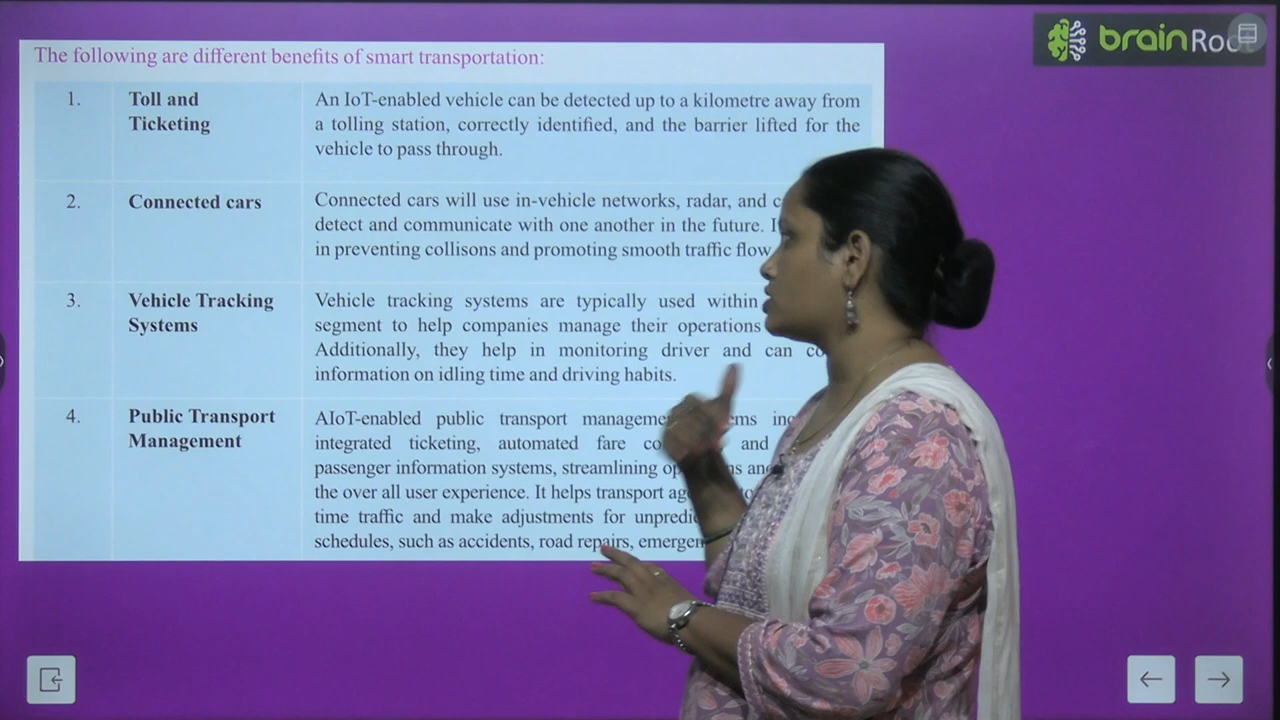 brainRoot
The following are different benefits of smart transportation:
1. Toll and Ticketing An IoT-enabled vehicle can be detected up to a kilometre away from
a tolling station, correctly identified, and the barrier lifted for the
vehicle to pass through.
2. Connected cars Connected cars will use in-vehicle networks, radar, and
detect and communicate with one another in the future.
in preventing collisons and promoting smooth traffic flow
3. Vehicle Tracking Systems Vehicle tracking systems are typically used within
segment to help companies manage their operations
Additionally, they help in monitoring driver and can
information on idling time and driving habits.
4. Public Transport Management AIoT-enabled public transport
integrated ticketing, automated fare and
passenger information systems, streamlining
the over all user experience. It helps transport
time traffic and make adjustments for
schedules, such as accidents, road repairs,